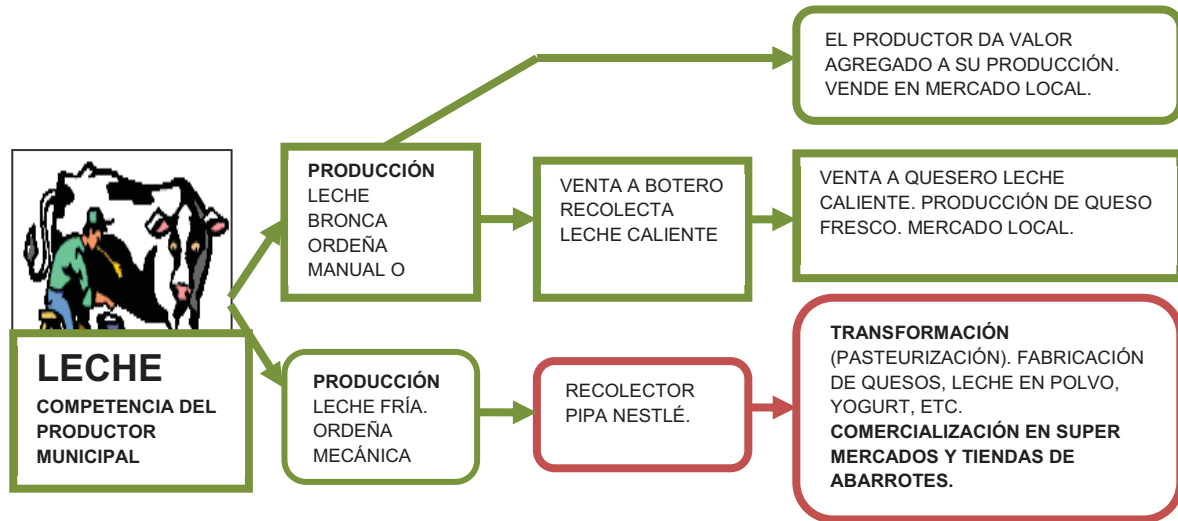 EL PRODUCTOR DA VALOR
AGREGADO A SU PRODUCCIÓN.
VENDE EN MERCADO LOCAL.
PRODUCCIÓN
LECHE
BRONCA
ORDEÑA
MANUAL O
VENTA A BOTERO
RECOLECTA
LECHE CALIENTE
VENTA A QUESERO LECHE
CALIENTE. PRODUCCIÓN DE QUESO
FRESCO. MERCADO LOCAL.
LECHE
COMPETENCIA DEL
PRODUCTOR
MUNICIPAL
PRODUCCIÓN
LECHE FRÍA.
ORDEÑA
MECÁNICA
RECOLECTOR
PIPA NESTLÉ.
TRANSFORMACIÓN
(PASTEURIZACIÓN). FABRICACIÓN
DE QUESOS, LECHE EN POLVO,
YOGURT, ETC.
COMERCIALIZACIÓN EN SUPER
MERCADOS Y TIENDAS DE
ABARROTES.